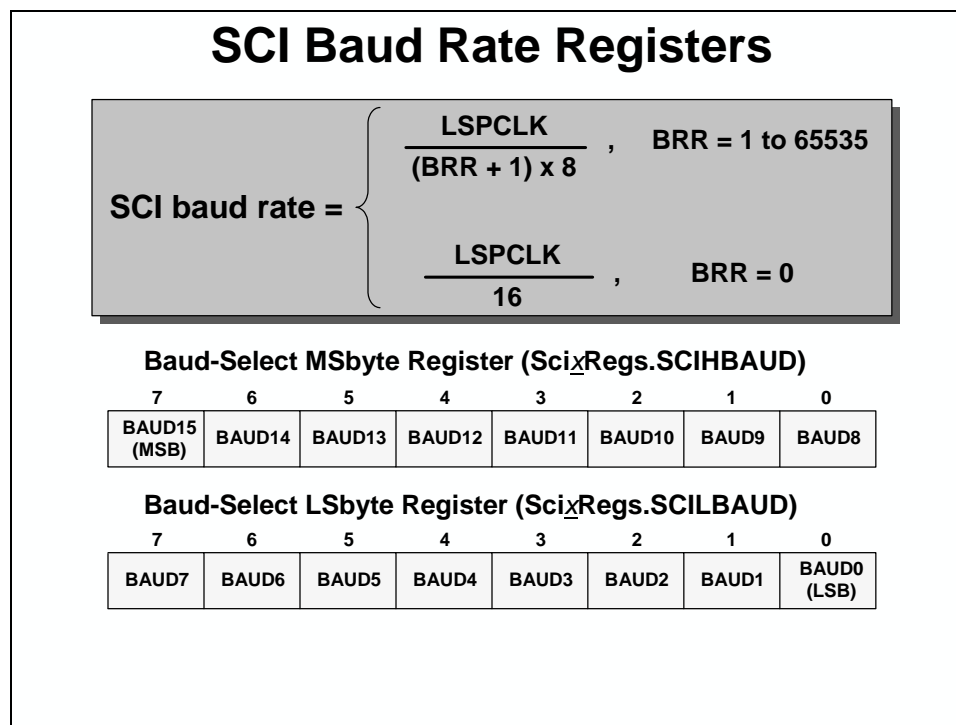 SCI Baud Rate Registers
SCI baud rate =
LSPCLK
(BRR + 1) x 8
, BRR = 1 to 65535
LSPCLK
16
, BRR = 0
Baud-Select MSbyte Register (ScixRegs.SCIHBAUD)
7 6 5 4 3 2 1 0
BAUD15 (MSB) BAUD14 BAUD13 BAUD12 BAUD11 BAUD10 BAUD9 BAUD8
Baud-Select LSbyte Register (ScixRegs.SCILBAUD)
7 6 5 4 3 2 1 0
BAUD7 BAUD6 BAUD5 BAUD4 BAUD3 BAUD2 BAUD1 BAUD0 (LSB)